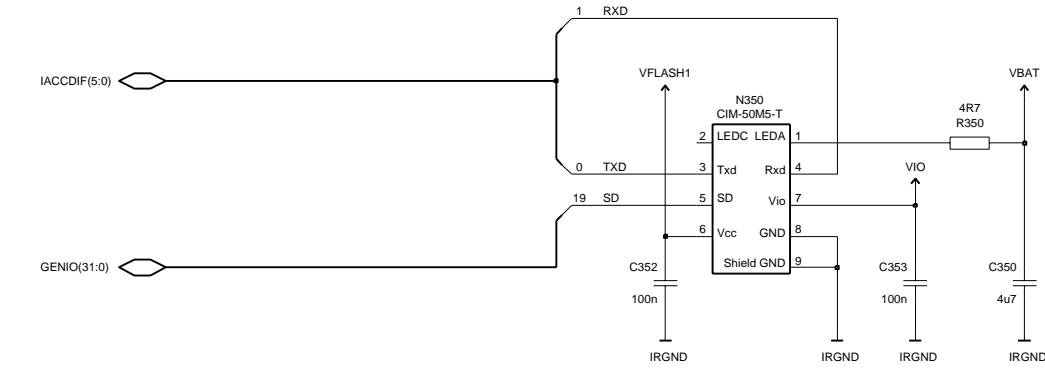 1 RXD
IACCDIF(5:0)
VFLASH1
VBAT
N350
CIM-50M5-T
4R7
R350
2 LEDC LEDA 1
0 TXD 3 Txd Rxd 4
VIO
19 SD 5 SD Vio 7
6 Vcc GND 8
GENIO(31:0)
Shield GND 9
C352
C353
C350
100n
100n
4u7
IRGND
IRGND
IRGND
IRGND